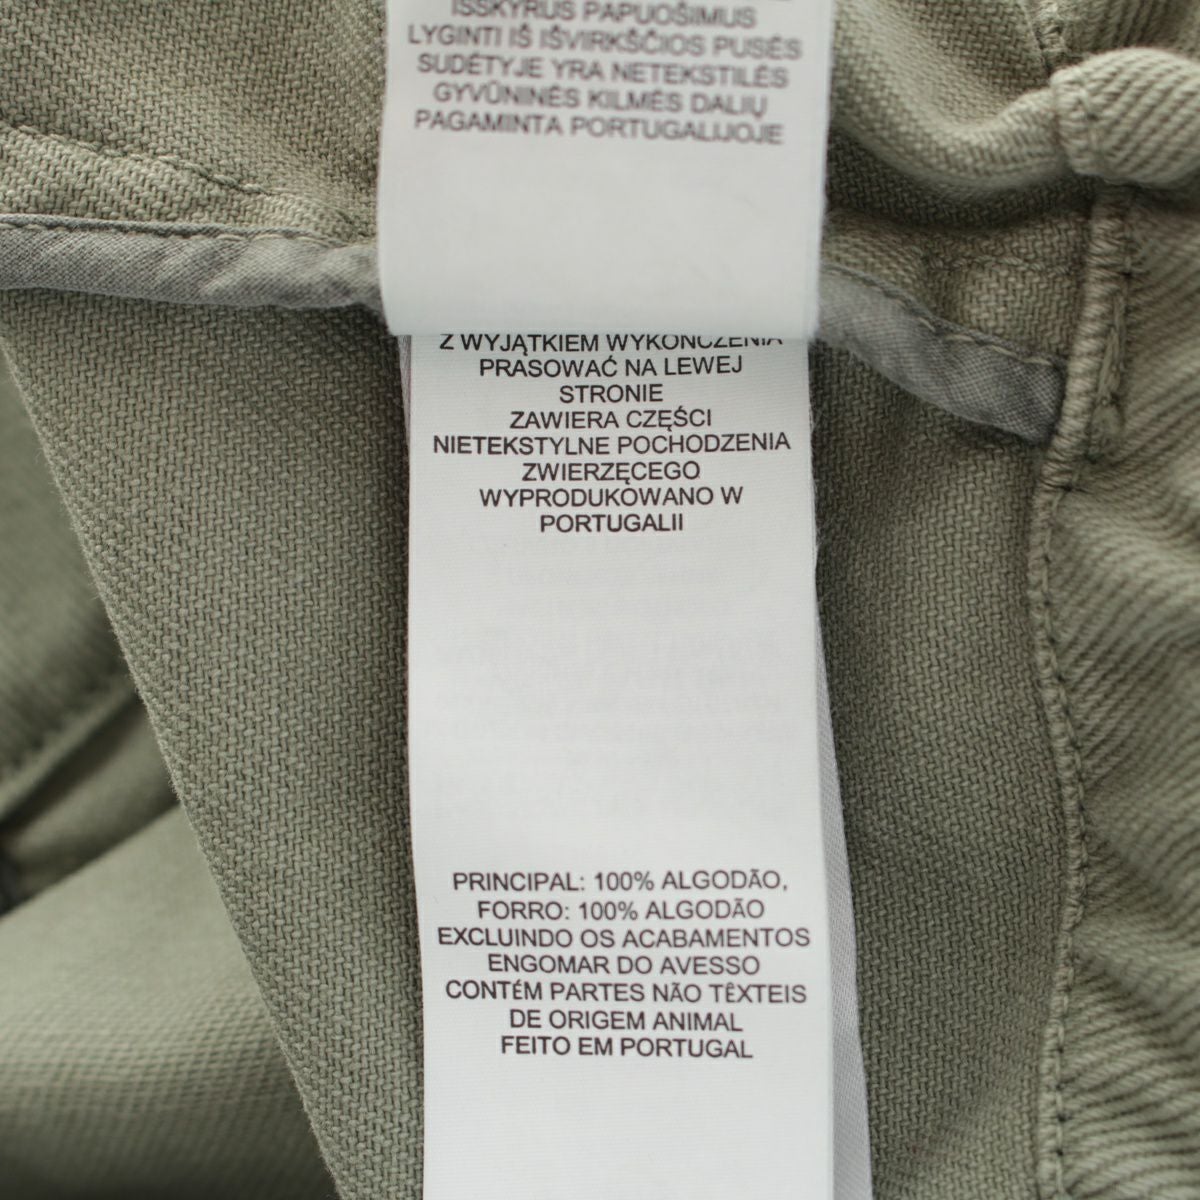 IŠSKYRUS PAPUOŠIMUS
LYGINTI IŠ IŠVIRKŠČIOS PUSĖS
SUDĖTYJE YRA NETEKSTILĖS
GYVŪNINĖS KILMĖS DALIŲ
PAGAMINTA PORTUGALIJOJE
Z WYJĄTKIEM WYKOŃCZENIA
PRASOWAĆ NA LEWEJ
STRONIE
ZAWIERA CZĘŚCI
NIETEKSTYLNE POCHODZENIA
ZWIERZĘCEGO
WYPRODUKOWANO W
PORTUGALII
PRINCIPAL: 100% ALGODÃO,
FORRO: 100% ALGODÃO
EXCLUINDO OS ACABAMENTOS
ENGOMAR DO AVESSO
CONTÉM PARTES NÃO TÊXTEIS
DE ORIGEM ANIMAL
FEITO EM PORTUGAL